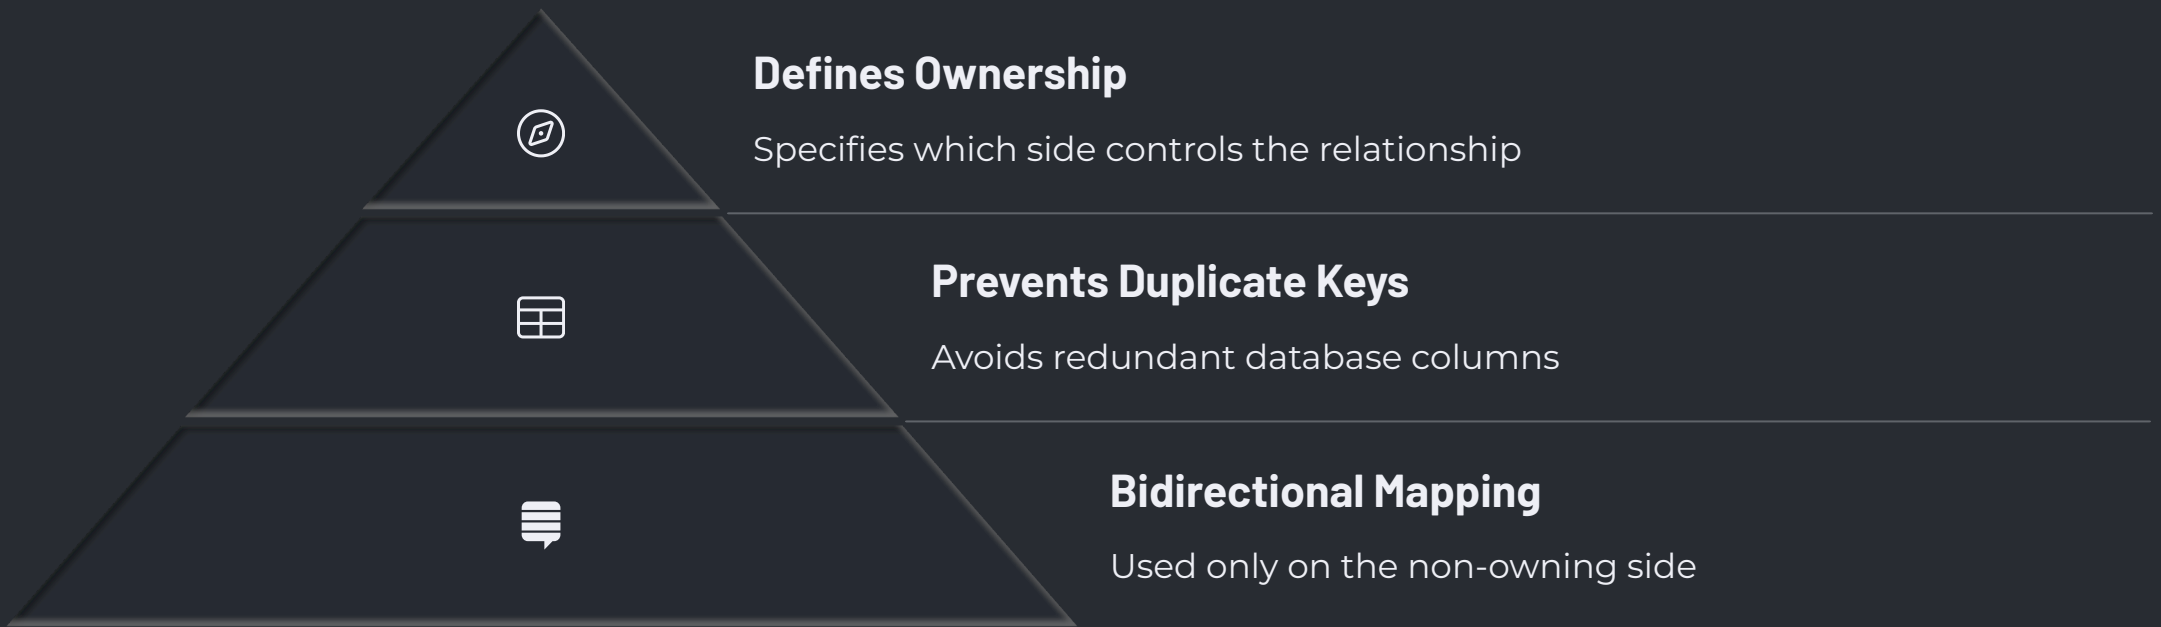 Defines Ownership
Specifies which side controls the relationship
Prevents Duplicate Keys
Avoids redundant database columns
Bidirectional Mapping
Used only on the non-owning side